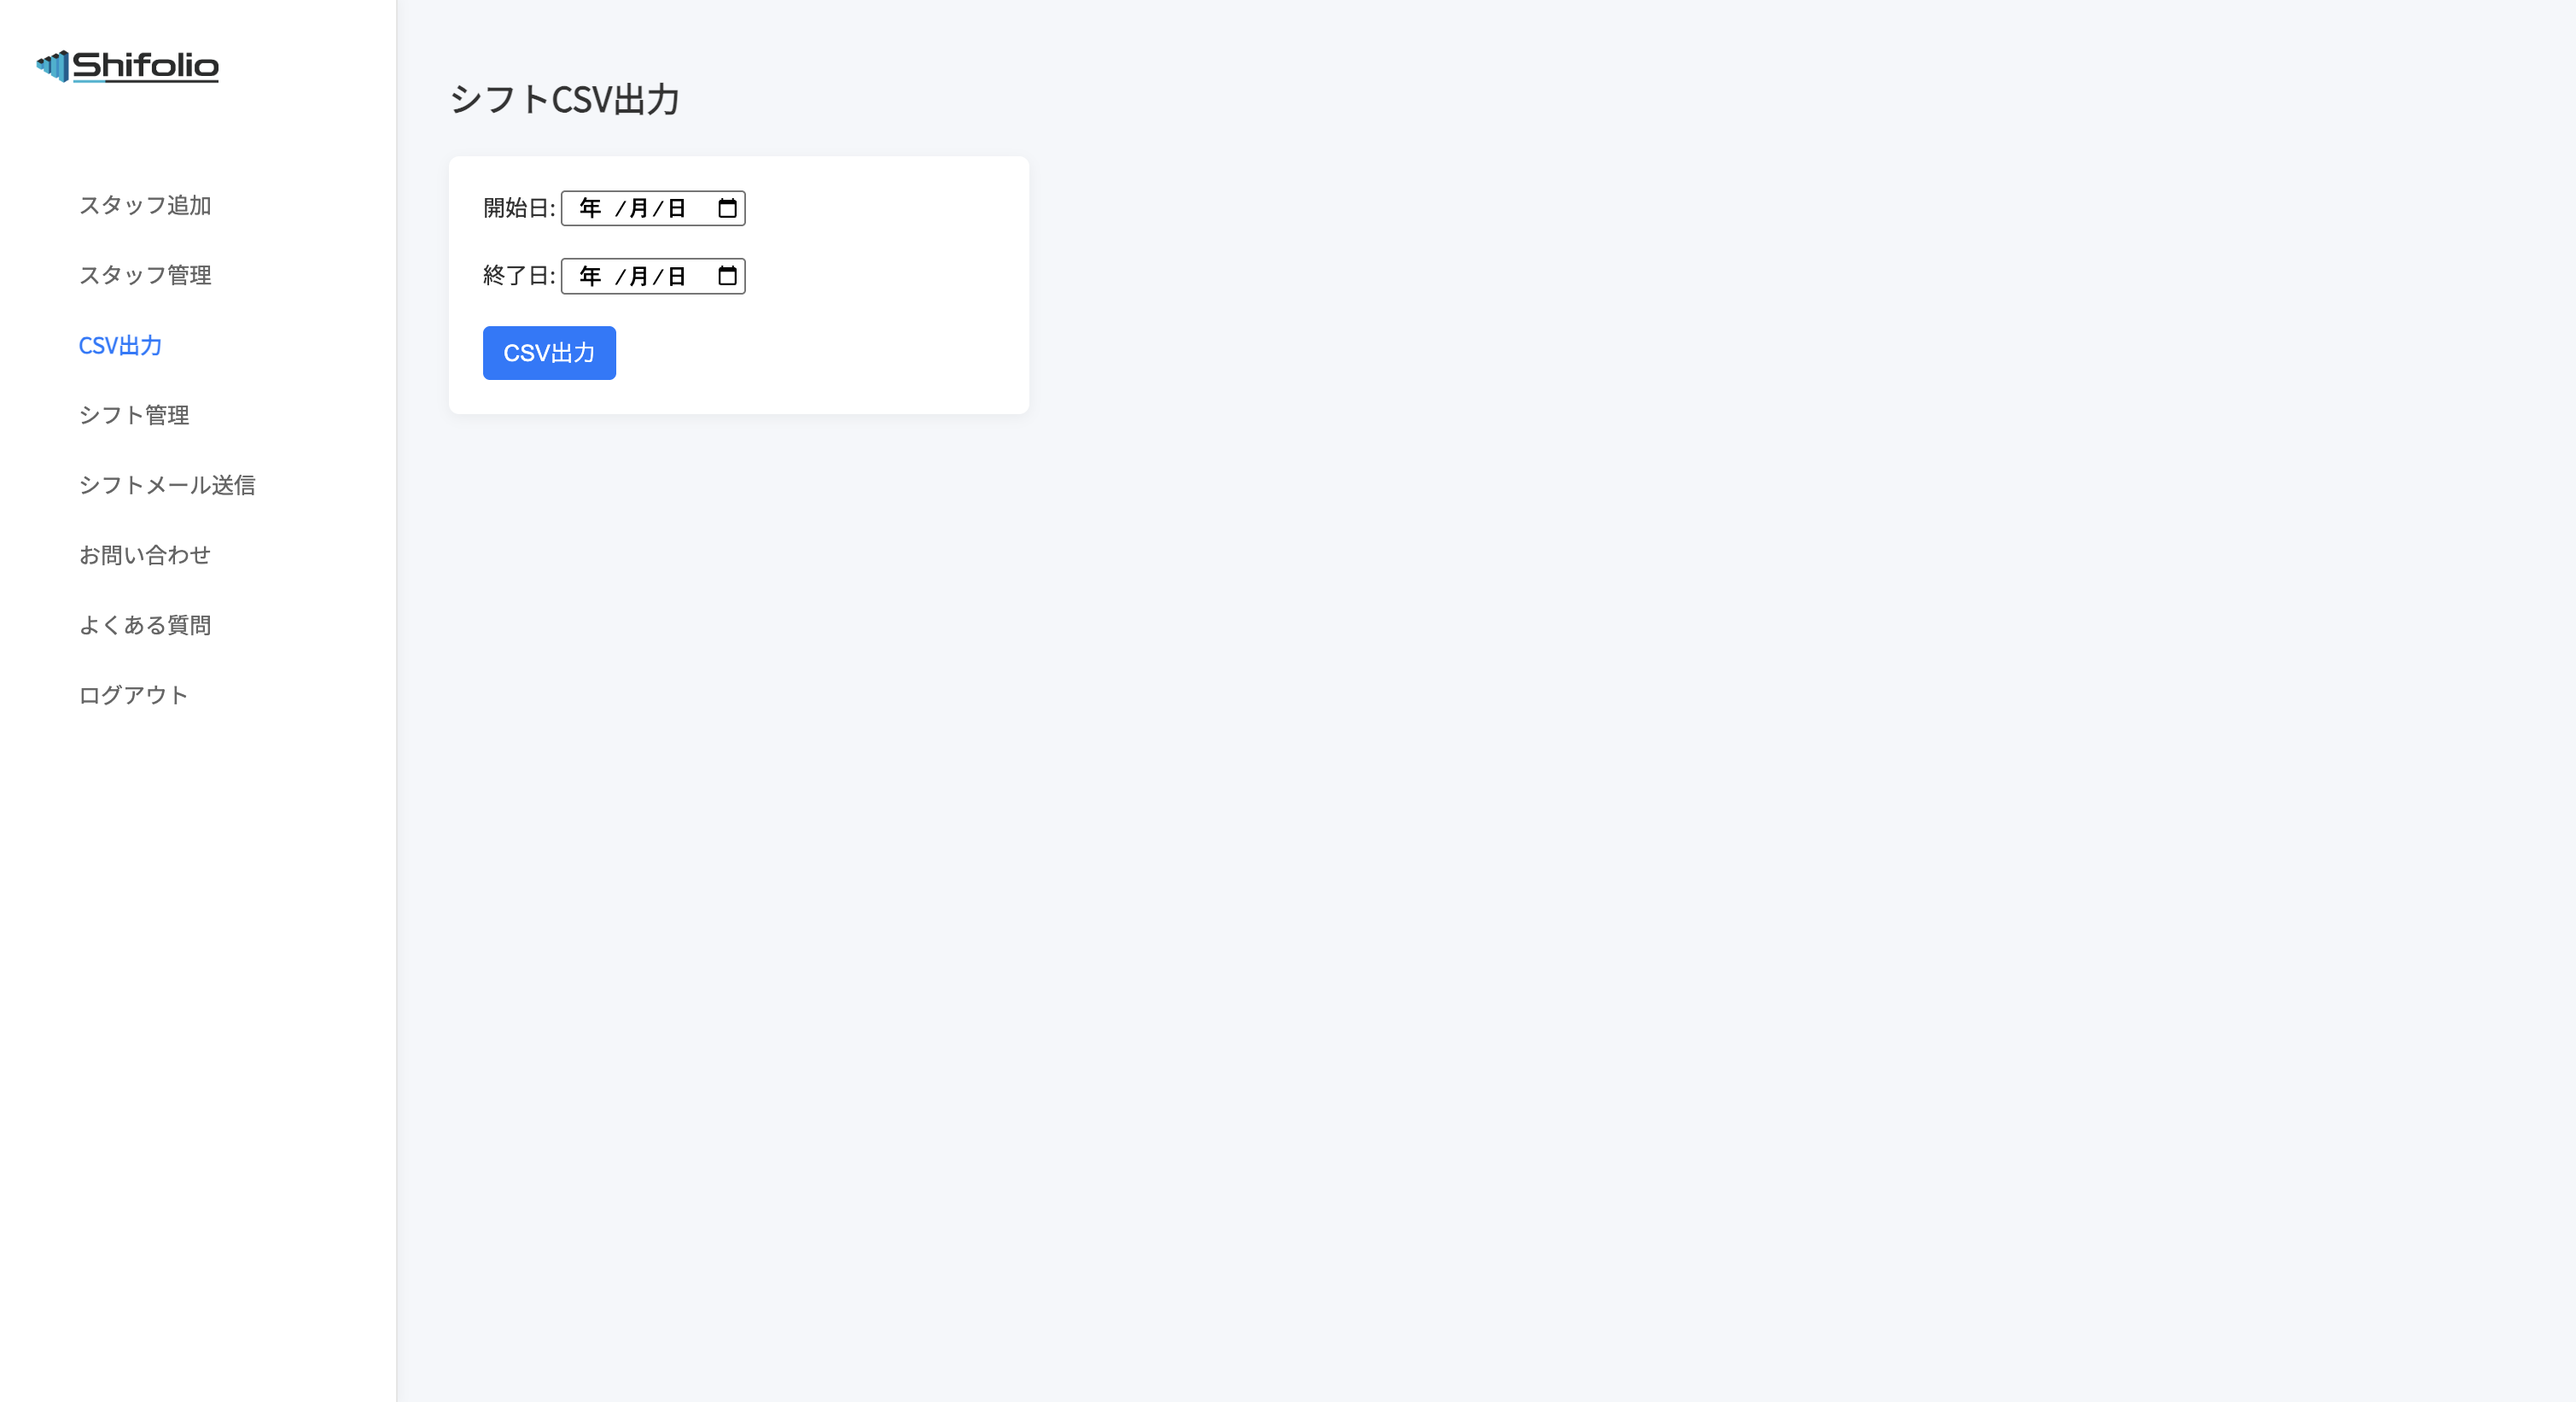 Shifolio
スタッフ追加
スタッフ管理
CSV出力
シフト管理
シフトメール送信
お問い合わせ
よくある質問
ログアウト
シフトCSV出力
開始日: 年 /月/日
終了日: 年 /月/日
CSV出力